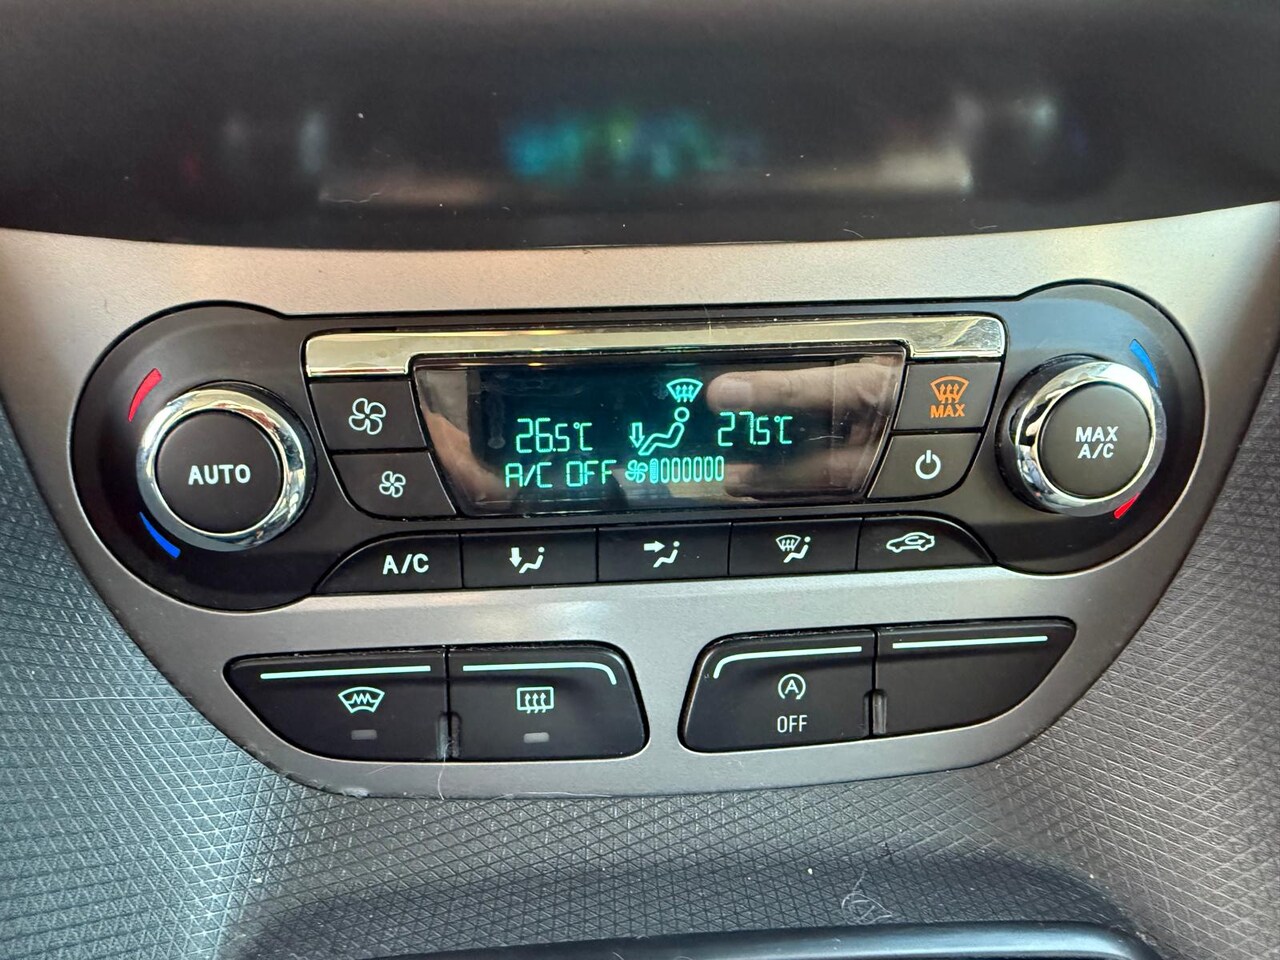 26.5°C
27.5°C
A/C OFF
AUTO
MAX
MAX
A/C
A/C
A
OFF